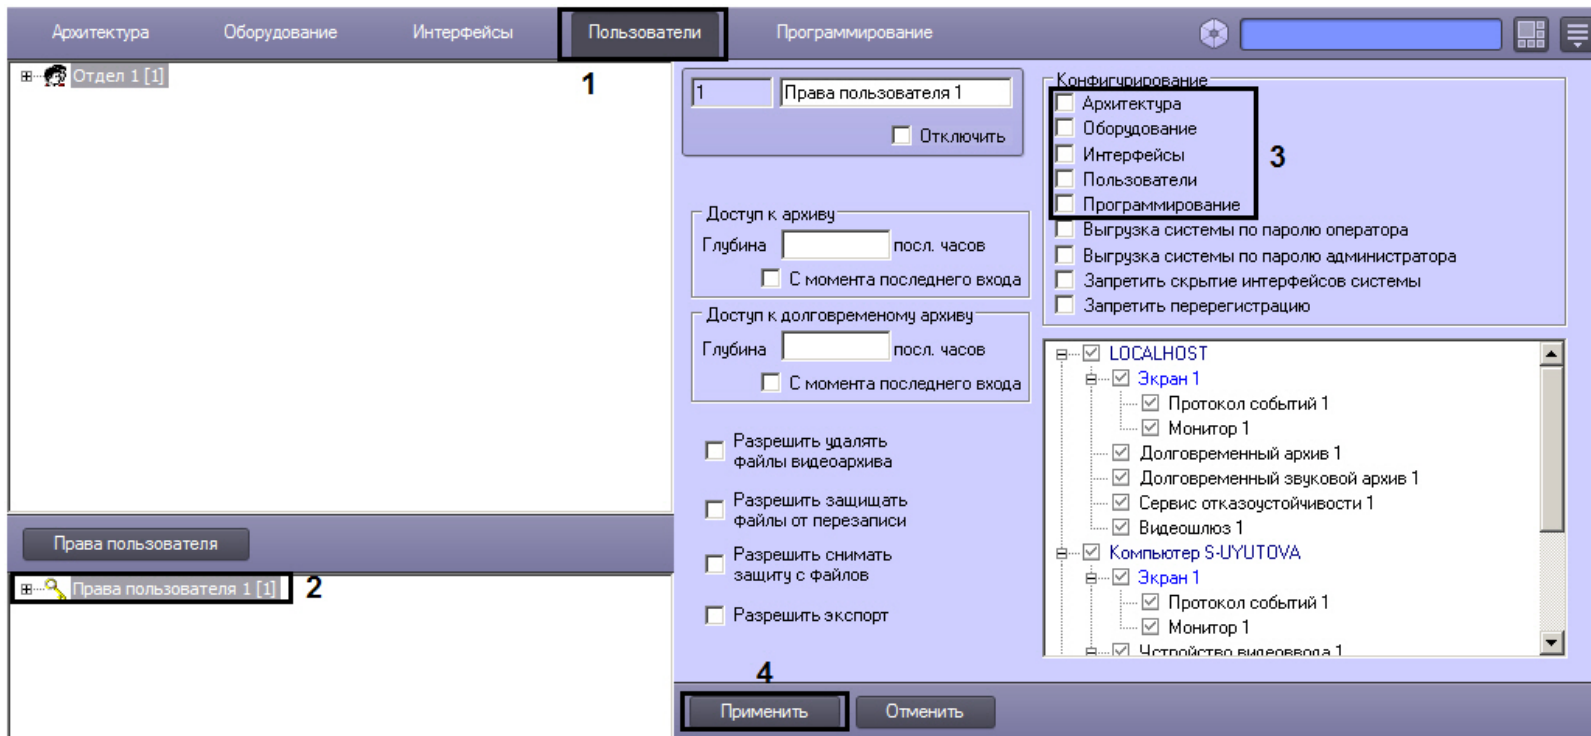 Архитектура
Оборудование
Интерфейсы
Пользователи
Программирование
1
Отдел 1 [1]
Права пользователя
Права пользователя 1 [1]
2
1
Права пользователя 1
Отключить
Доступ к архиву
Глубина
посл. часов
С момента последнего входа
Доступ к долговременому архиву
Глубина
посл. часов
С момента последнего входа
Разрешить удалять
файлы видеоархива
Разрешить защищать
файлы от перезаписи
Разрешить снимать
защиту с файлов
Разрешить экспорт
Конфигурирование
Архитектура
Оборудование
Интерфейсы
Пользователи
Программирование
3
Выгрузка системы по паролю оператора
Выгрузка системы по паролю администратора
Запретить скрытие интерфейсов системы
Запретить перерегистрацию
LOCALHOST
Экран 1
Протокол событий 1
Монитор 1
Долговременный архив 1
Долговременный звуковой архив 1
Сервис отказоустойчивости 1
Видеошлюз 1
Компьютер S-UYUTOVA
Экран 1
Протокол событий 1
Монитор 1
Устройство видеоввода 1
4
Применить
Отменить